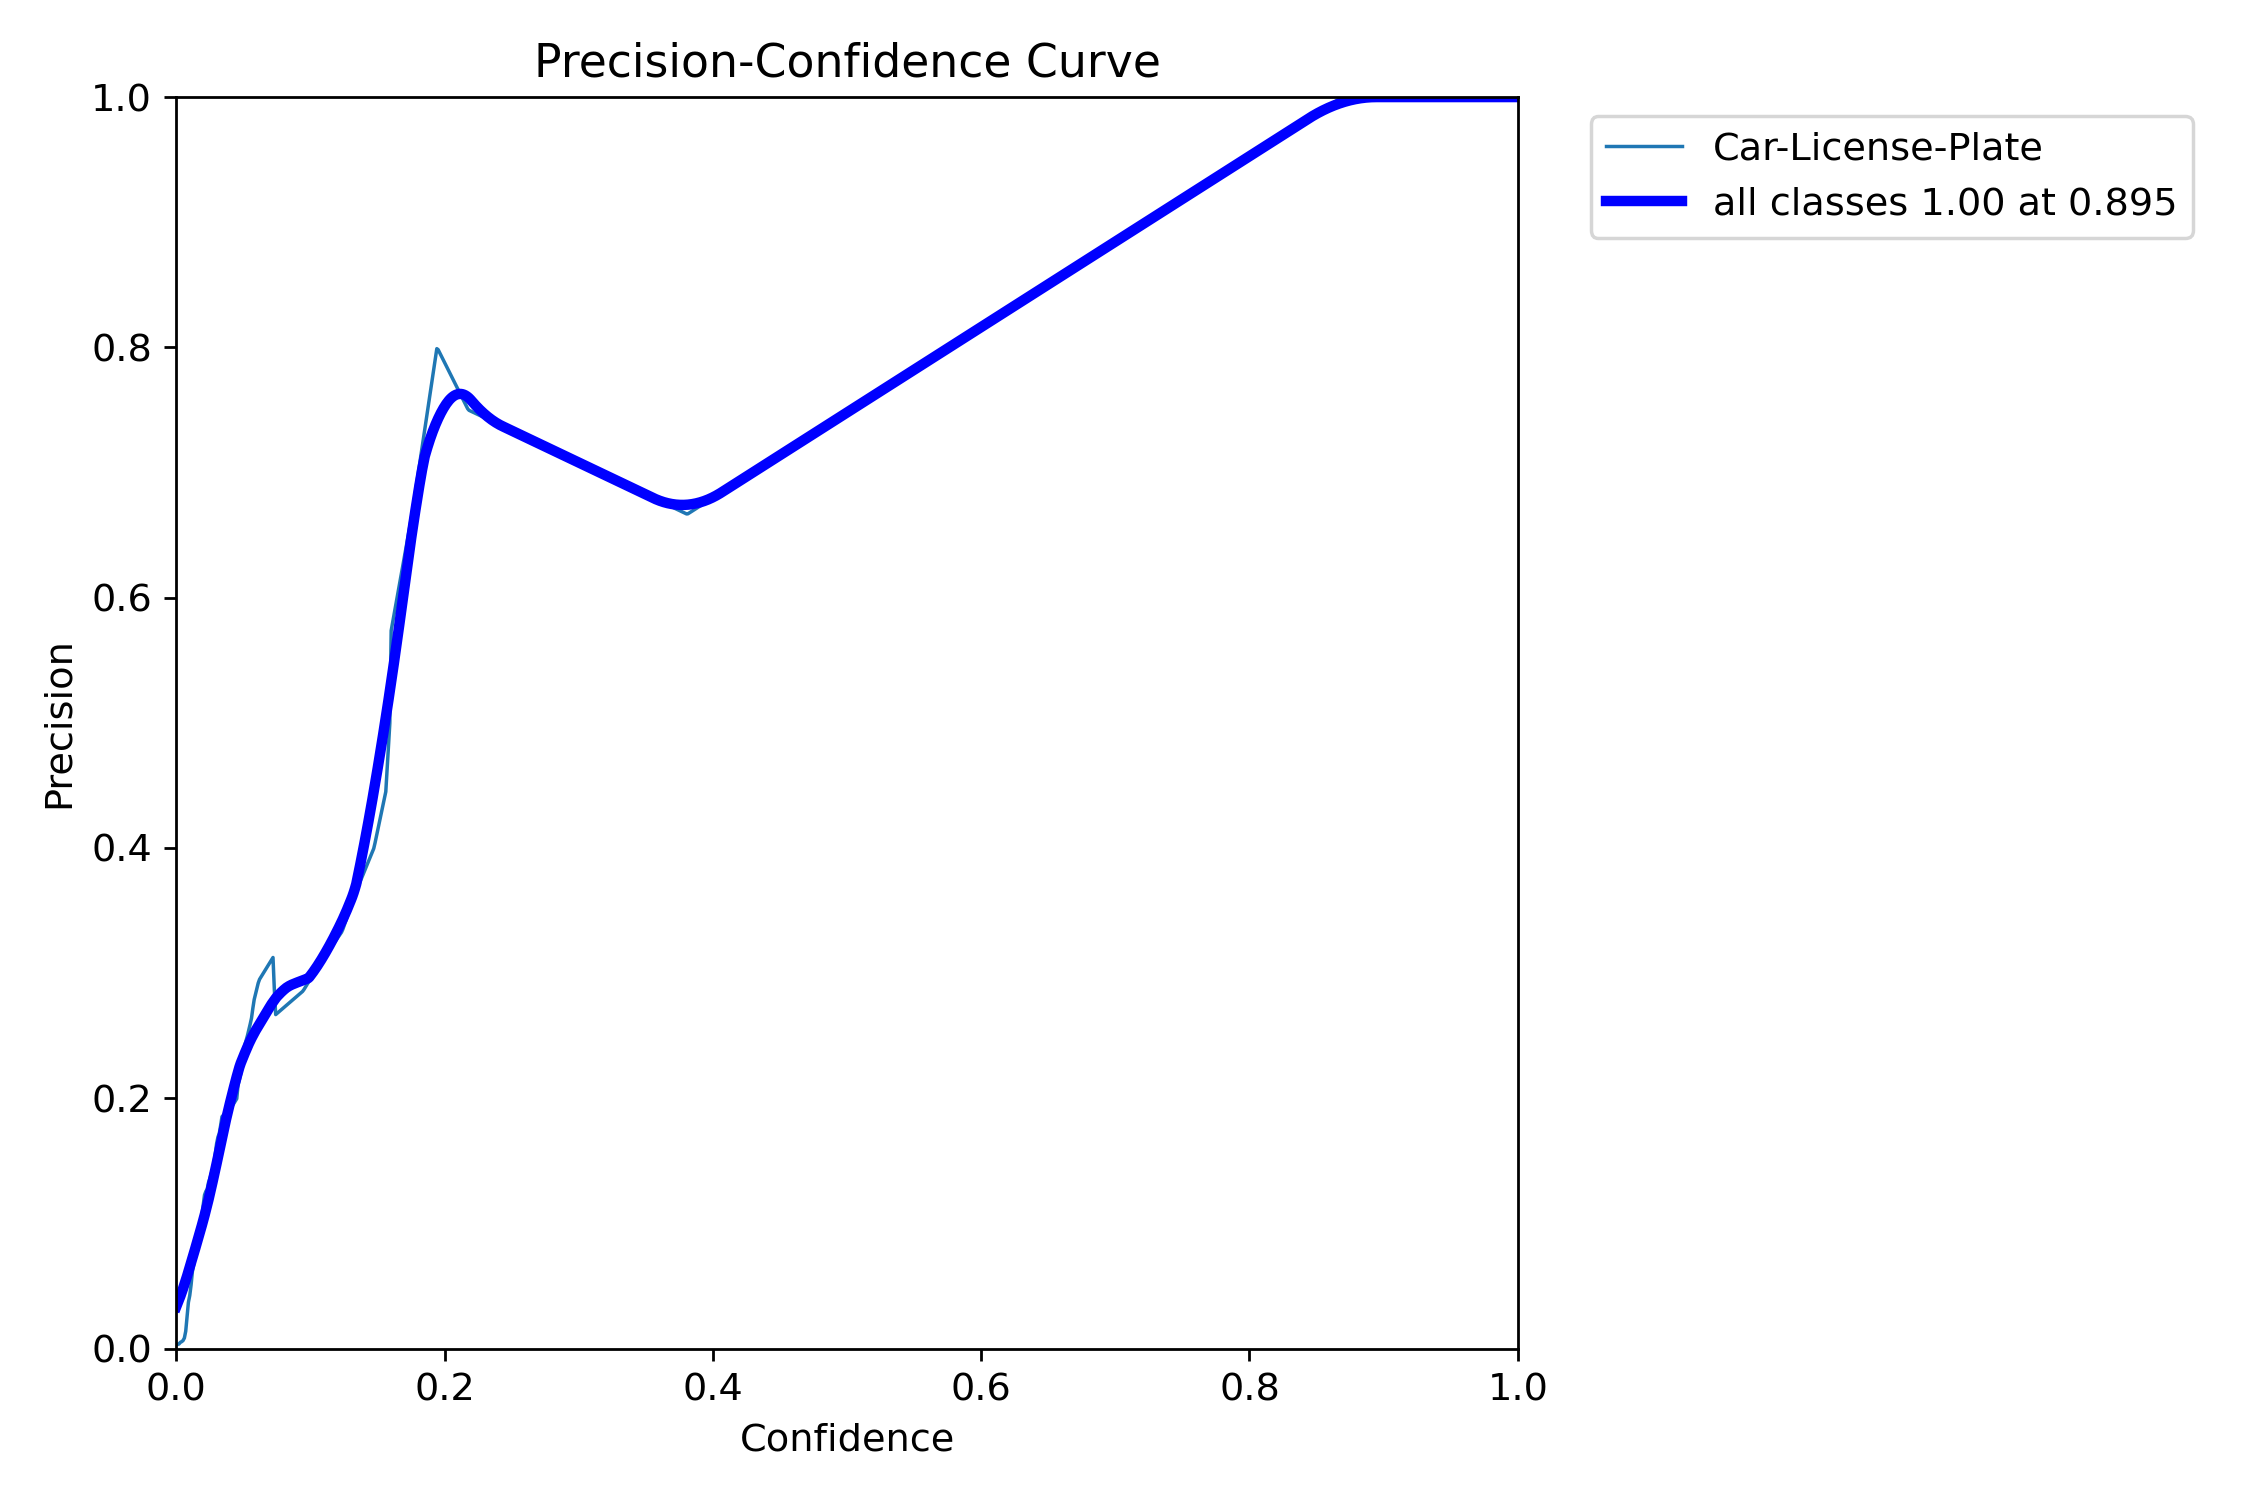 Precision-Confidence Curve
1.0
0.8
0.6
0.4
0.2
0.0
Precision
0.0 0.2 0.4 0.6 0.8 1.0
Confidence
Car-License-Plate
all classes 1.00 at 0.895